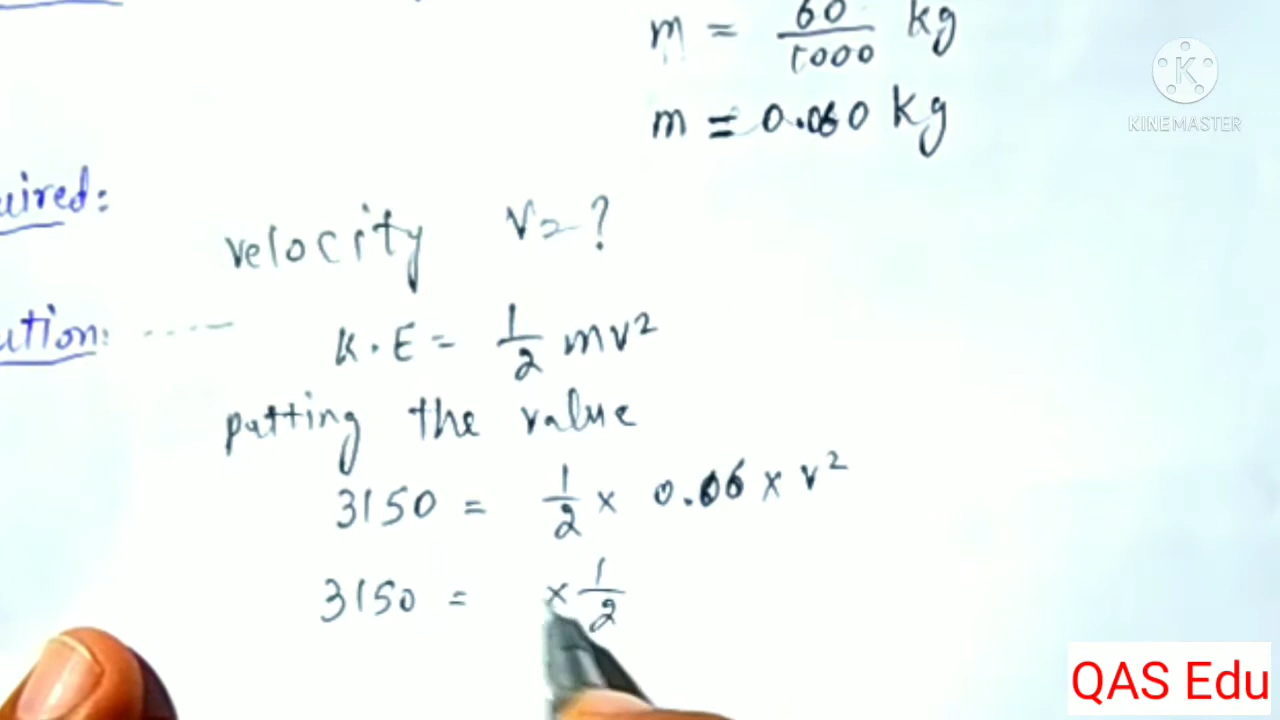 m = 60/1000 kg
m = 0.060 kg
KINEMASTER
uired:
velocity v = ?
ution:
K.E = 1/2 mv²
putting the value
3150 = 1/2 × 0.06 × v²
3150 = × 1/2
QAS Edu